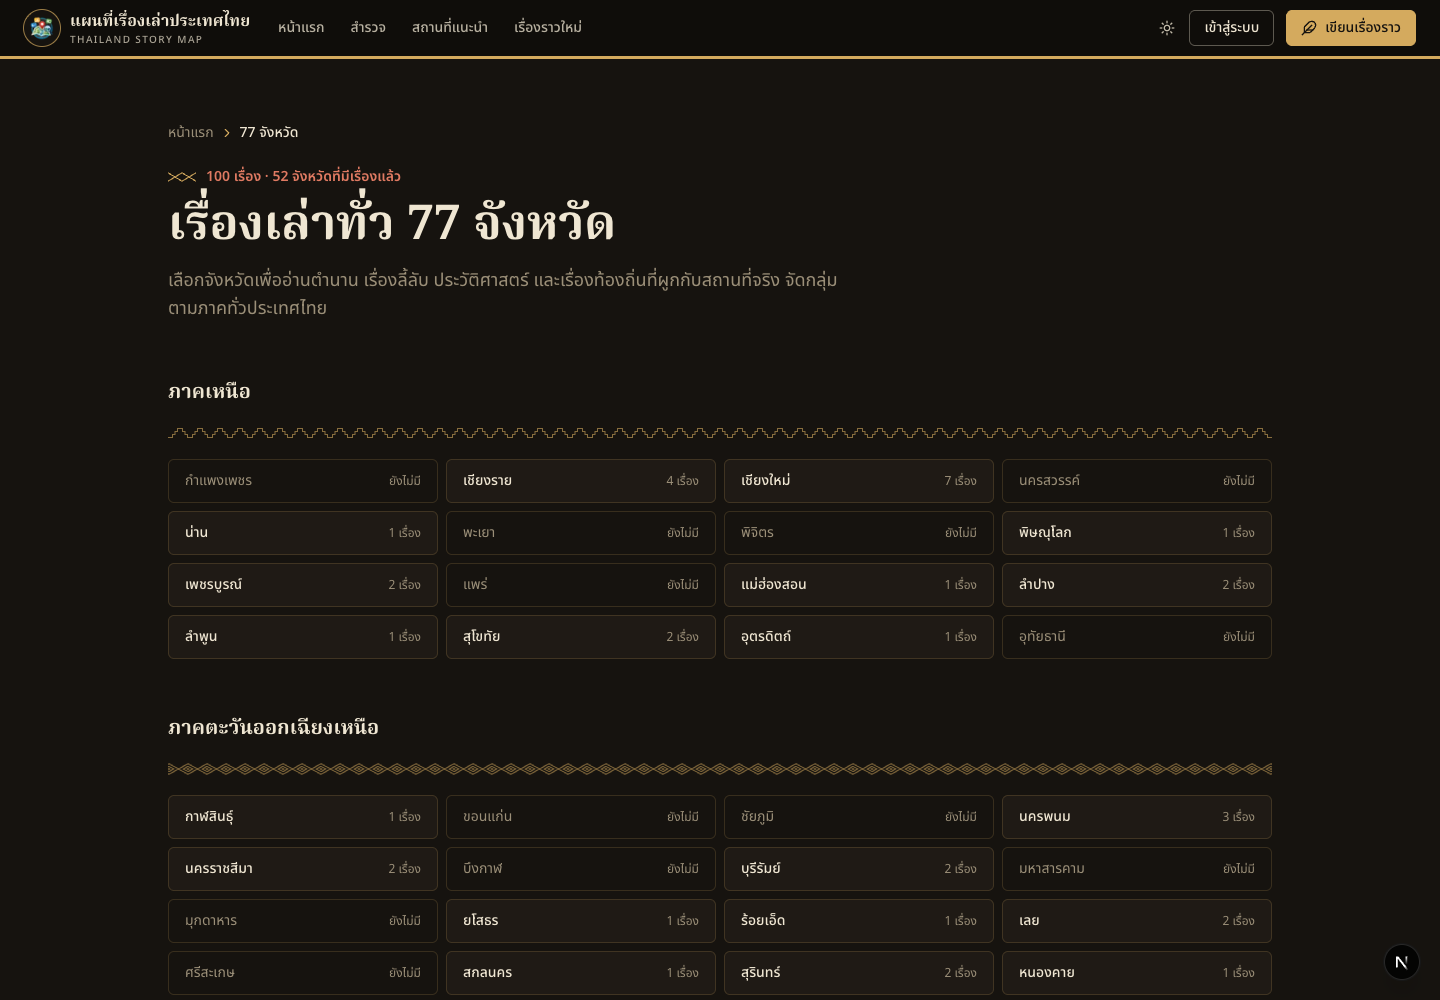 แผนที่เรื่องเล่าประเทศไทย
THAILAND STORY MAP
หน้าแรก สำรวจ สถานที่แนะนำ เรื่องราวใหม่
เข้าสู่ระบบ เขียนเรื่องราว
หน้าแรก > 77 จังหวัด
100 เรื่อง · 52 จังหวัดที่มีเรื่องแล้ว
เรื่องเล่าทั่ว 77 จังหวัด
เลือกจังหวัดเพื่ออ่านตำนาน เรื่องลี้ลับ ประวัติศาสตร์ และเรื่องท้องถิ่นที่ผูกกับสถานที่จริง จัดกลุ่ม
ตามภาคทั่วประเทศไทย
ภาคเหนือ
กำแพงเพชร ยังไม่มี เชียงราย 4 เรื่อง เชียงใหม่ 7 เรื่อง นครสวรรค์ ยังไม่มี
น่าน 1 เรื่อง พะเยา ยังไม่มี พิจิตร ยังไม่มี พิษณุโลก 1 เรื่อง
เพชรบูรณ์ 2 เรื่อง แพร่ ยังไม่มี แม่ฮ่องสอน 1 เรื่อง ลำปาง 2 เรื่อง
ลำพูน 1 เรื่อง สุโขทัย 2 เรื่อง อุตรดิตถ์ 1 เรื่อง อุทัยธานี ยังไม่มี
ภาคตะวันออกเฉียงเหนือ
กาฬสินธุ์ 1 เรื่อง ขอนแก่น ยังไม่มี ชัยภูมิ ยังไม่มี นครพนม 3 เรื่อง
นครราชสีมา 2 เรื่อง บึงกาฬ ยังไม่มี บุรีรัมย์ 2 เรื่อง มหาสารคาม ยังไม่มี
มุกดาหาร ยังไม่มี ยโสธร 1 เรื่อง ร้อยเอ็ด 1 เรื่อง เลย 2 เรื่อง
ศรีสะเกษ ยังไม่มี สกลนคร 1 เรื่อง สุรินทร์ 2 เรื่อง หนองคาย 1 เรื่อง
N